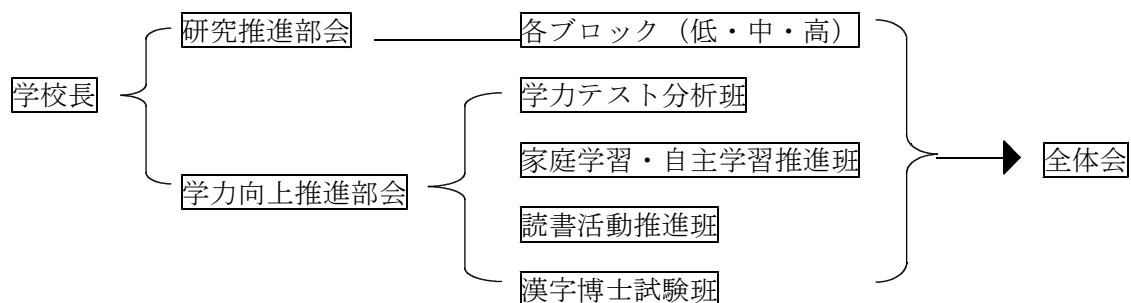 研究推進部会
各ブロック（低・中・高）
学校長
学力テスト分析班
家庭学習・自主学習推進班
全体会
学力向上推進部会
読書活動推進班
漢字博士試験班